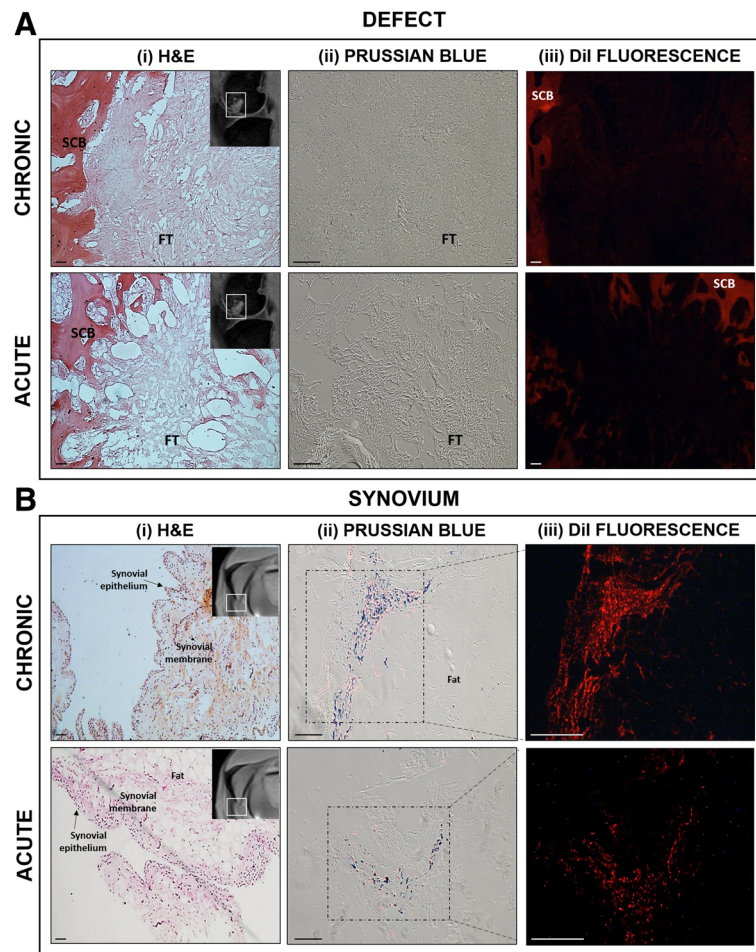 A
DEFECT
(i) H&E
(ii) PRUSSIAN BLUE
(iii) DiI FLUORESCENCE
CHRONIC
SCB
FT
FT
SCB
ACUTE
SCB
FT
FT
SCB
B
SYNOVIUM
(i) H&E
(ii) PRUSSIAN BLUE
(iii) DiI FLUORESCENCE
CHRONIC
Synovial
epithelium
Synovial
membrane
Fat
ACUTE
Fat
Synovial
membrane
Synovial
epithelium